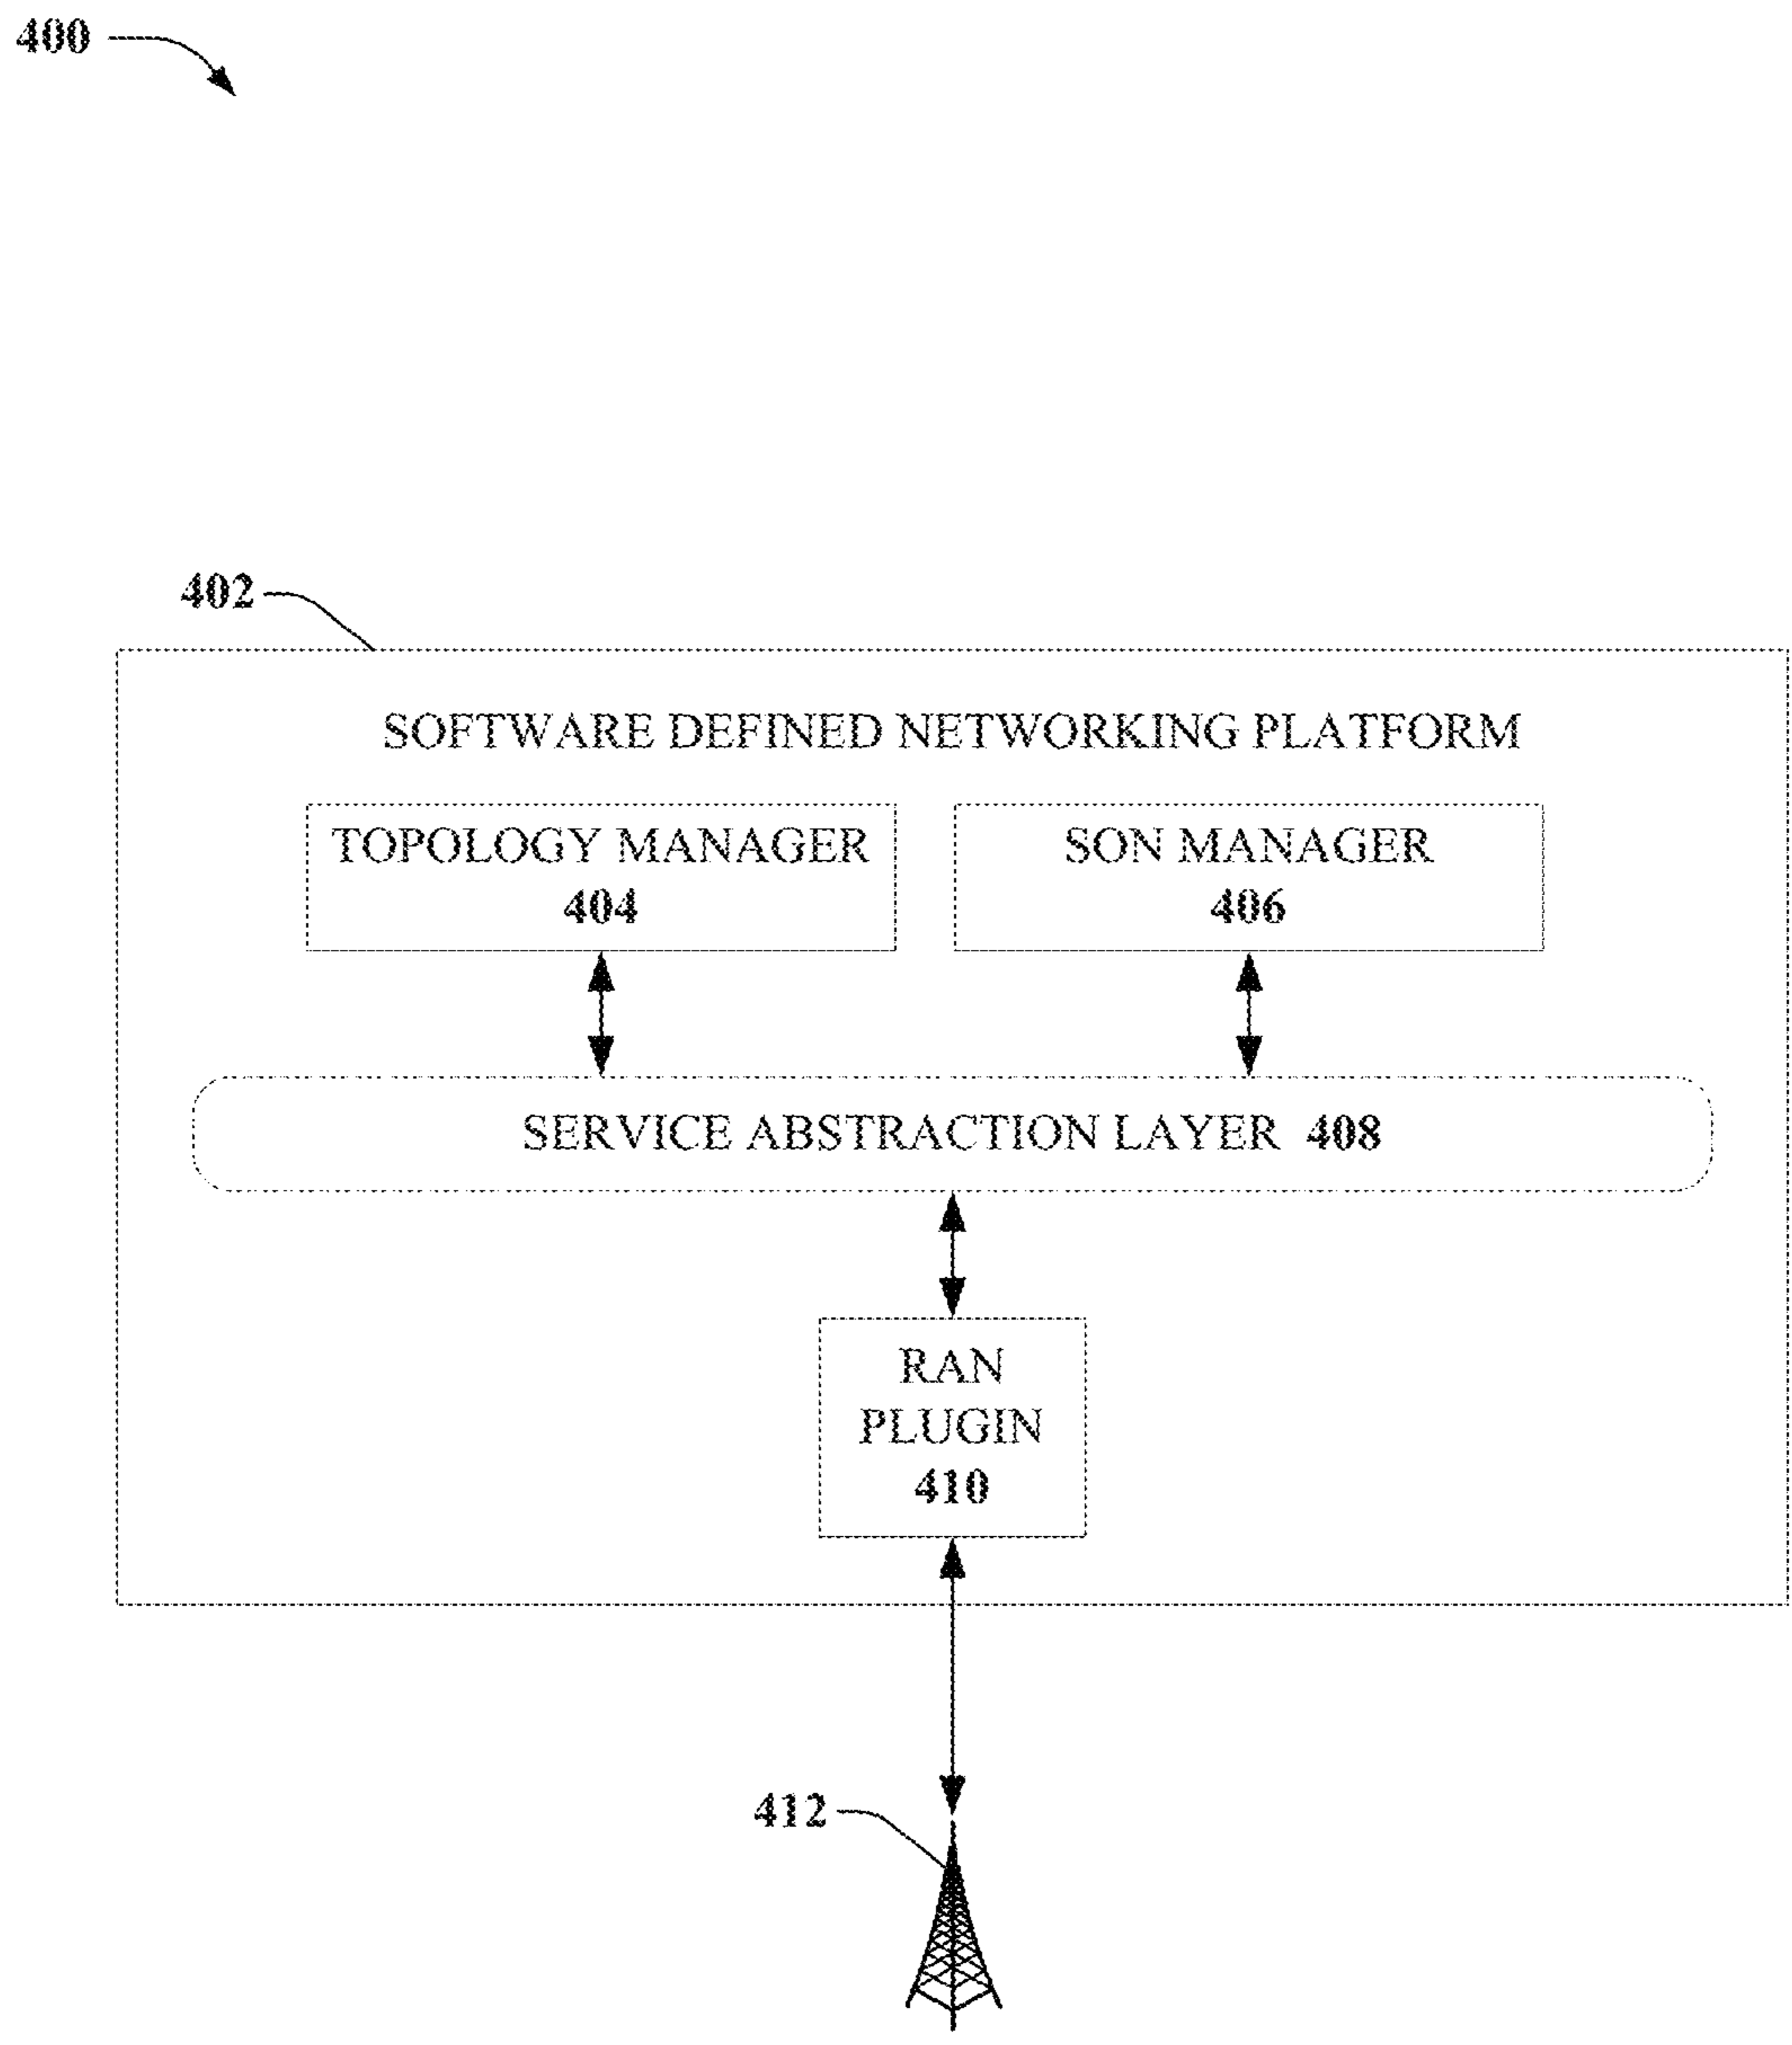 400
402
SOFTWARE DEFINED NETWORKING PLATFORM
TOPOLOGY MANAGER
404
SON MANAGER
406
SERVICE ABSTRACTION LAYER 408
RAN
PLUGIN
410
412